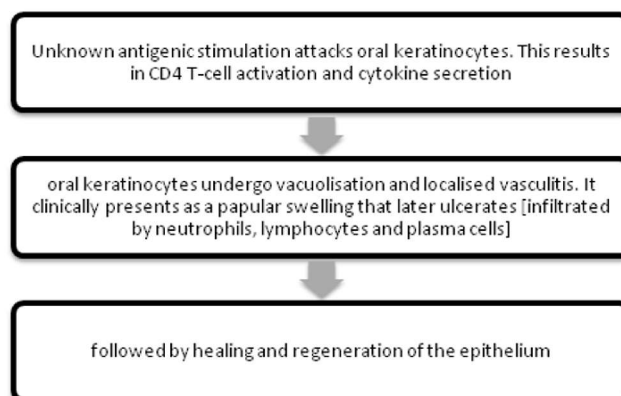 Unknown antigenic stimulation attacks oral keratinocytes. This results
in CD4 T-cell activation and cytokine secretion
oral keratinocytes undergo vacuolisation and localised vasculitis. It
clinically presents as a papular swelling that later ulcerates [infiltrated
by neutrophils, lymphocytes and plasma cells]
followed by healing and regeneration of the epithelium